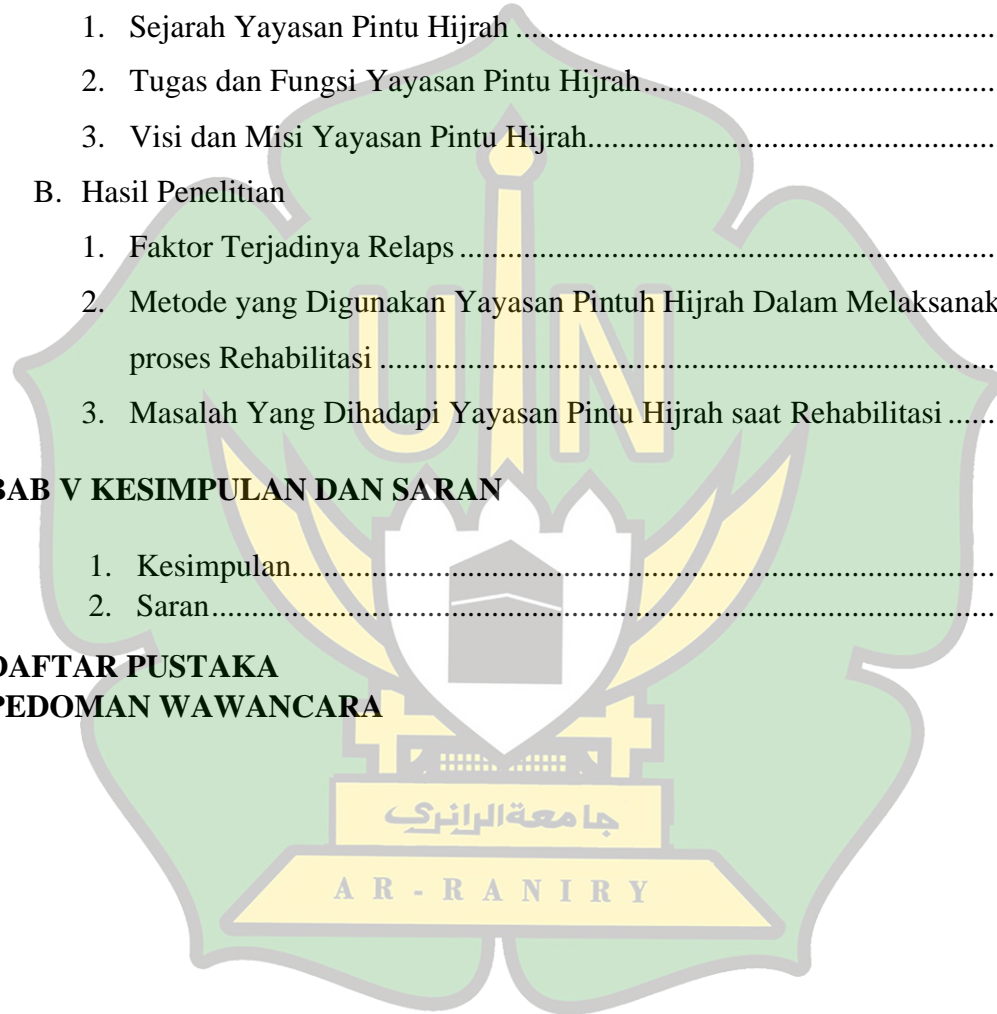 1. Sejarah Yayasan Pintu Hijrah ........................................................
2. Tugas dan Fungsi Yayasan Pintu Hijrah........................................
3. Visi dan Misi Yayasan Pintu Hijrah...............................................
B. Hasil Penelitian
1. Faktor Terjadinya Relaps ...............................................................
2. Metode yang Digunakan Yayasan Pintuh Hijrah Dalam Melaksanak
proses Rehabilitasi .........................................................................
3. Masalah Yang Dihadapi Yayasan Pintu Hijrah saat Rehabilitasi ......
BAB V KESIMPULAN DAN SARAN
1. Kesimpulan....................................................................................
2. Saran..............................................................................................
DAFTAR PUSTAKA
PEDOMAN WAWANCARA
UIN
جامعةالرانري
AR - RANIRY